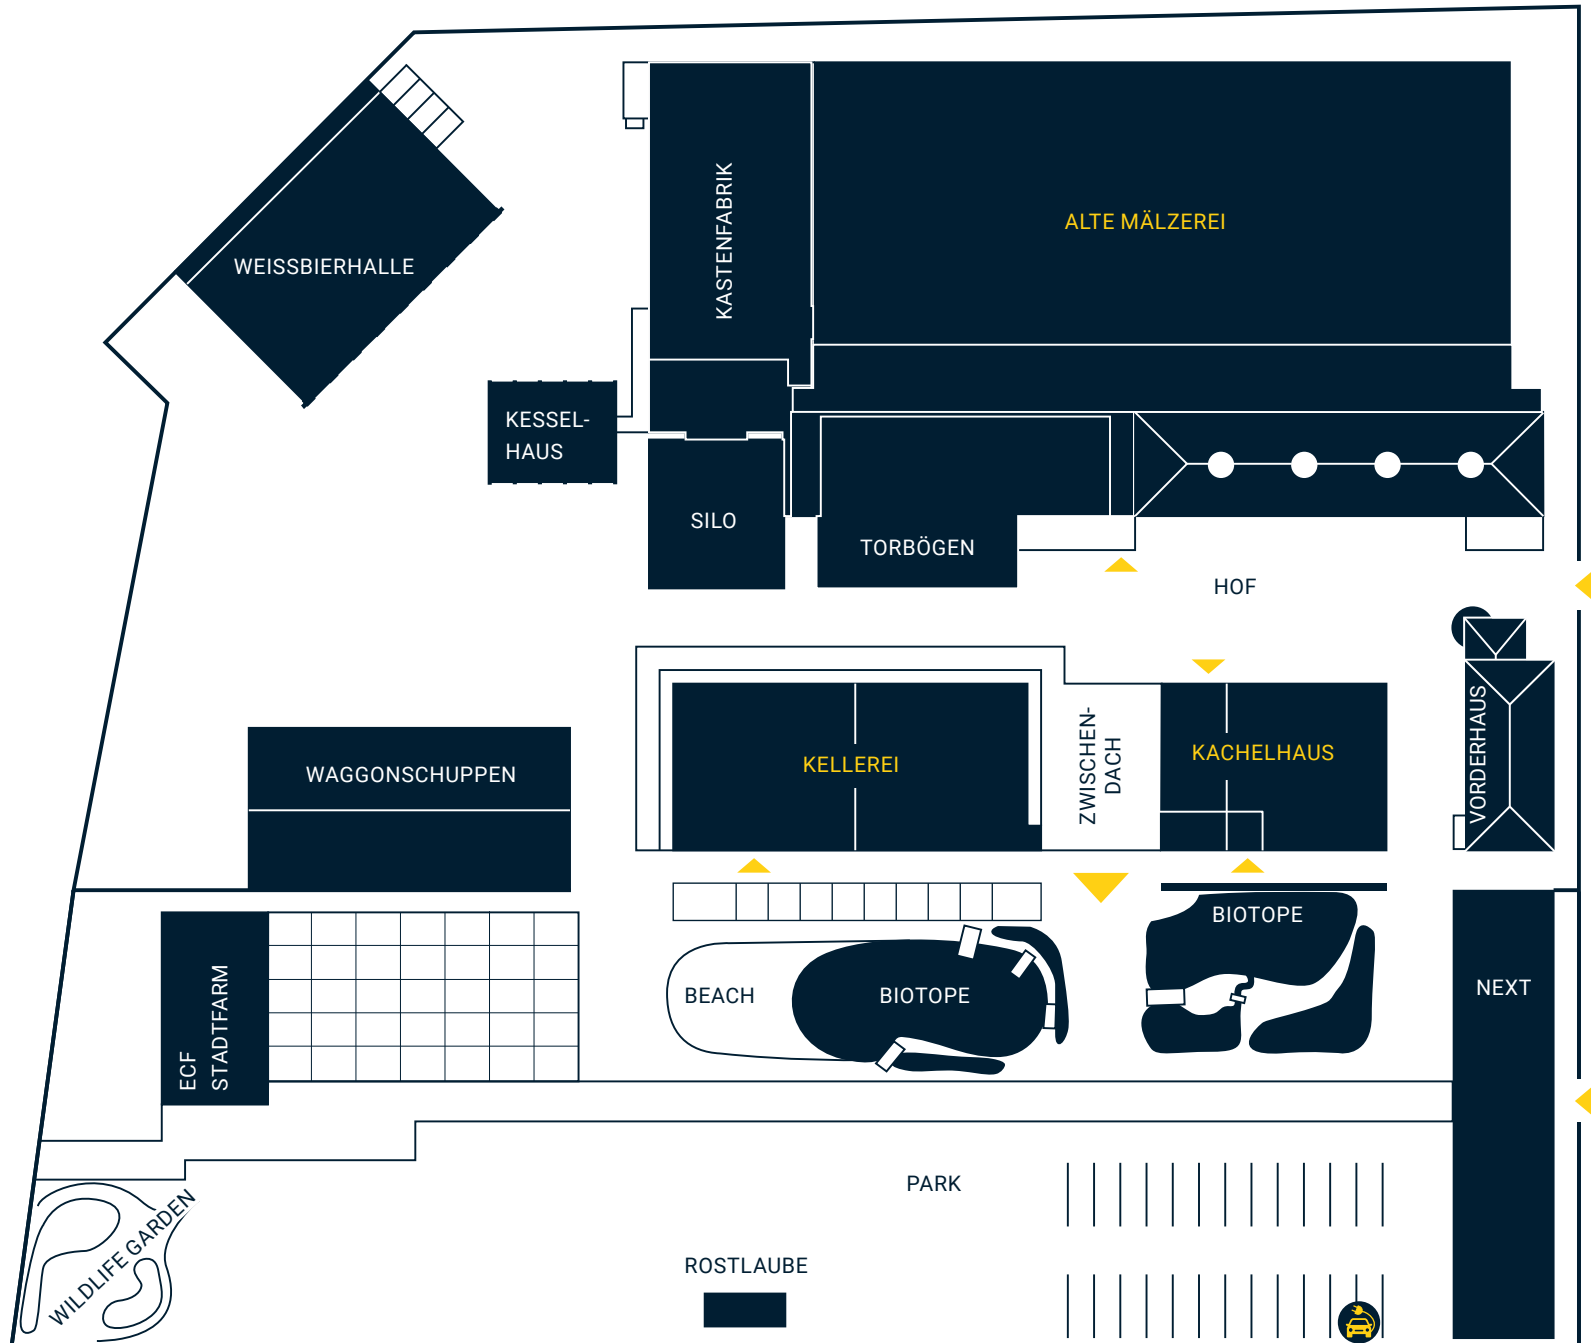 KASTENFABRIK
ALTE MÄLZEREI
WEISSBIERHALLE
KESSEL-
HAUS
SILO
TORBÖGEN
HOF
WAGGONSCHUPPEN
KELLEREI
ZWISCHEN-
DACH
KACHELHAUS
VORDERHAUS
BIOTOPE
ECF
STADTFARM
BEACH
BIOTOPE
NEXT
PARK
WILDLIFE GARDEN
ROSTLAUBE